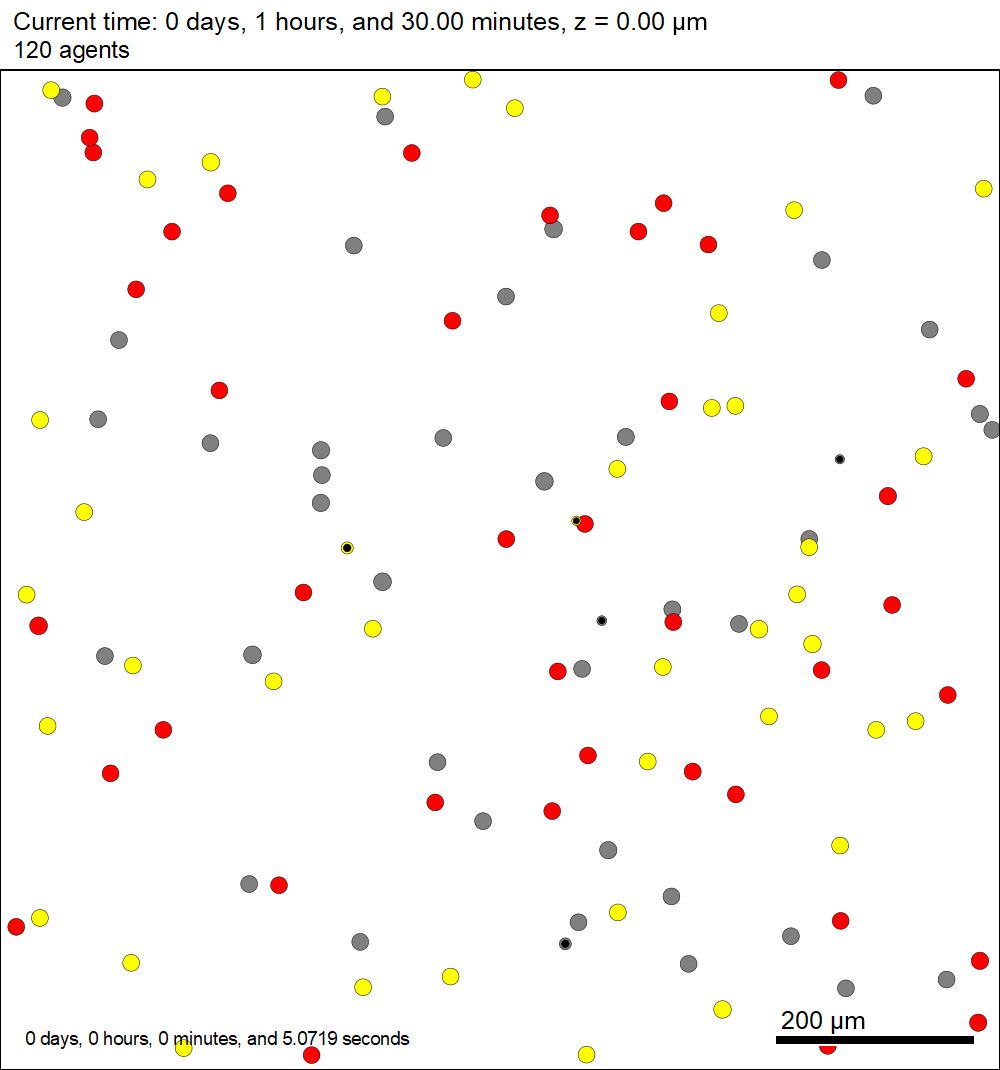 Current time: 0 days, 1 hours, and 30.00 minutes, z = 0.00 μm
120 agents
200 μm
0 days, 0 hours, 0 minutes, and 5.0719 seconds